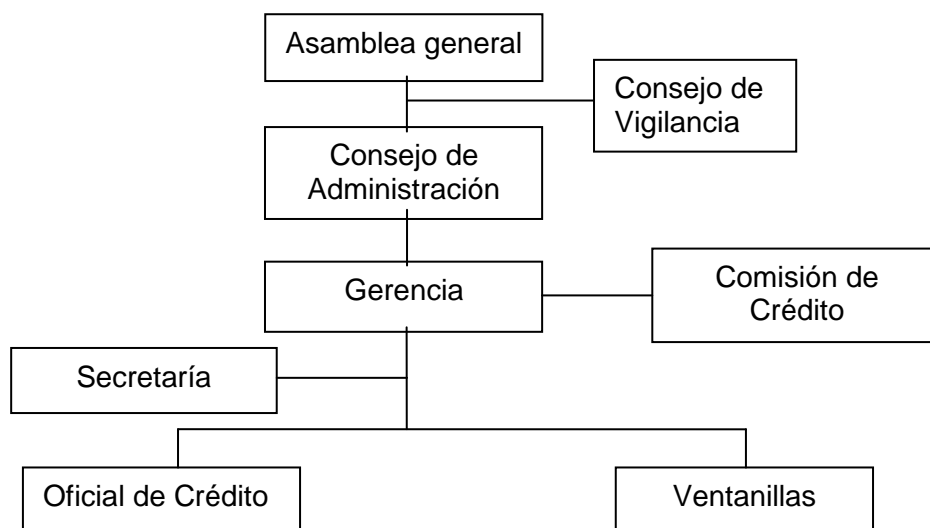 Asamblea general
Consejo de
Vigilancia
Consejo de
Administración
Gerencia
Comisión de
Crédito
Secretaría
Oficial de Crédito
Ventanillas